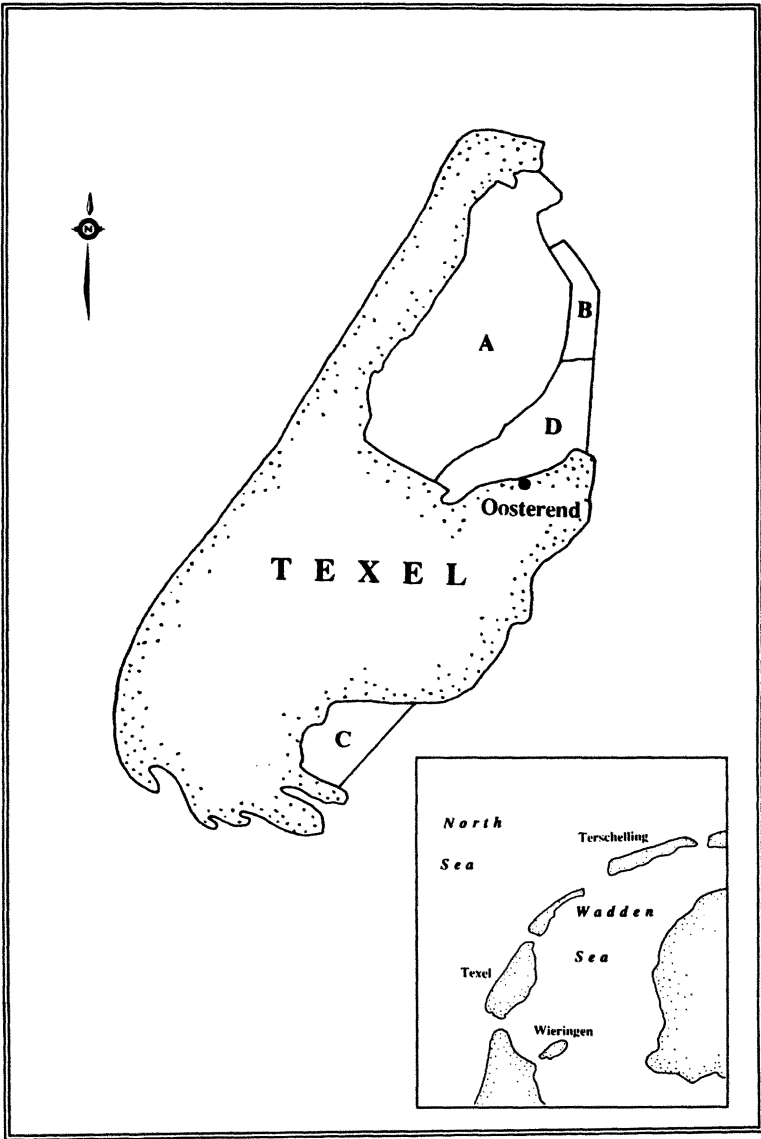 N
A
B
D
Oosterend
T E X E L
C
North
Sea
Terschelling
Wadden
Sea
Texel
Wieringen